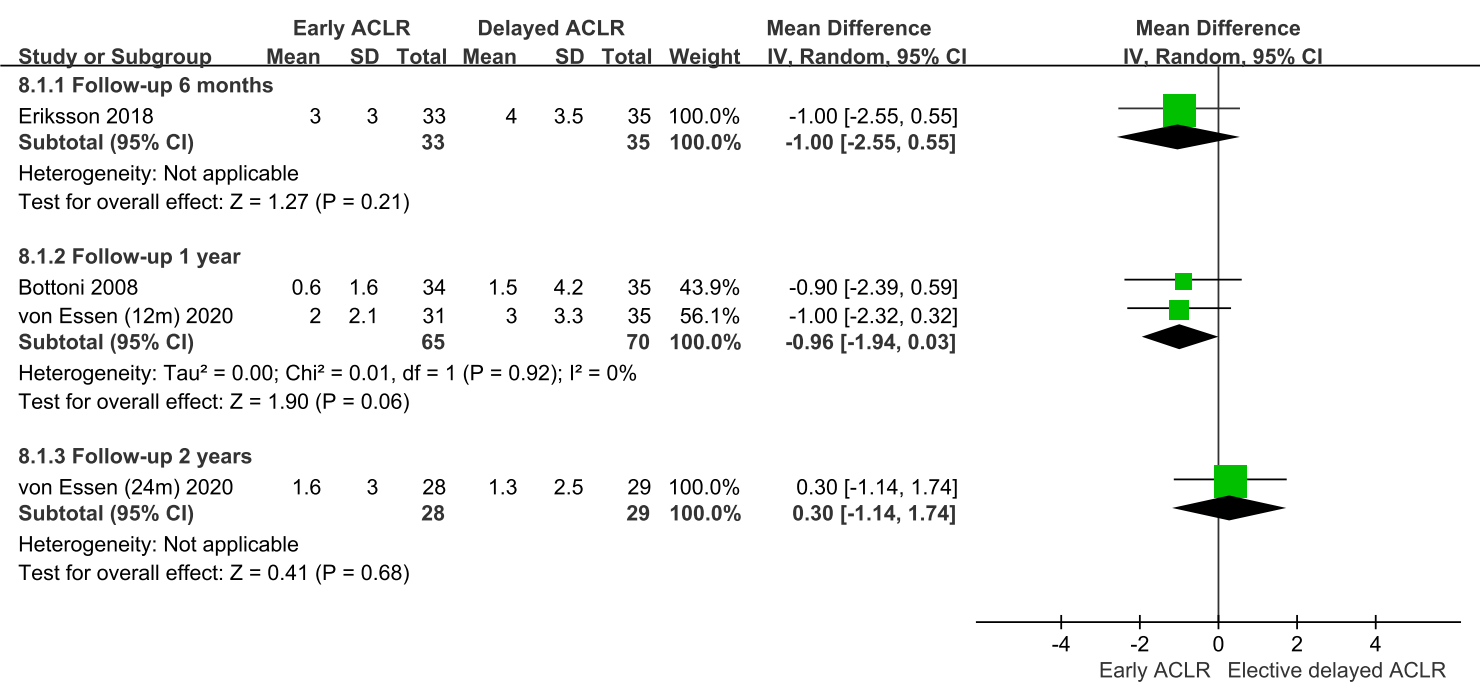 Early ACLR Delayed ACLR Mean Difference Mean Difference
Study or Subgroup Mean SD Total Mean SD Total Weight IV, Random, 95% CI IV, Random, 95% CI
8.1.1 Follow-up 6 months
Eriksson 2018 3 3 33 4 3.5 35 100.0% -1.00 [-2.55, 0.55]
Subtotal (95% CI) 33 35 100.0% -1.00 [-2.55, 0.55]
Heterogeneity: Not applicable
Test for overall effect: Z = 1.27 (P = 0.21)
8.1.2 Follow-up 1 year
Bottoni 2008 0.6 1.6 34 1.5 4.2 35 43.9% -0.90 [-2.39, 0.59]
von Essen (12m) 2020 2 2.1 31 3 3.3 35 56.1% -1.00 [-2.32, 0.32]
Subtotal (95% CI) 65 70 100.0% -0.96 [-1.94, 0.03]
Heterogeneity: Tau² = 0.00; Chi² = 0.01, df = 1 (P = 0.92); I² = 0%
Test for overall effect: Z = 1.90 (P = 0.06)
8.1.3 Follow-up 2 years
von Essen (24m) 2020 1.6 3 28 1.3 2.5 29 100.0% 0.30 [-1.14, 1.74]
Subtotal (95% CI) 28 29 100.0% 0.30 [-1.14, 1.74]
Heterogeneity: Not applicable
Test for overall effect: Z = 0.41 (P = 0.68)
-4 -2 0 2 4
Early ACLR Elective delayed ACLR